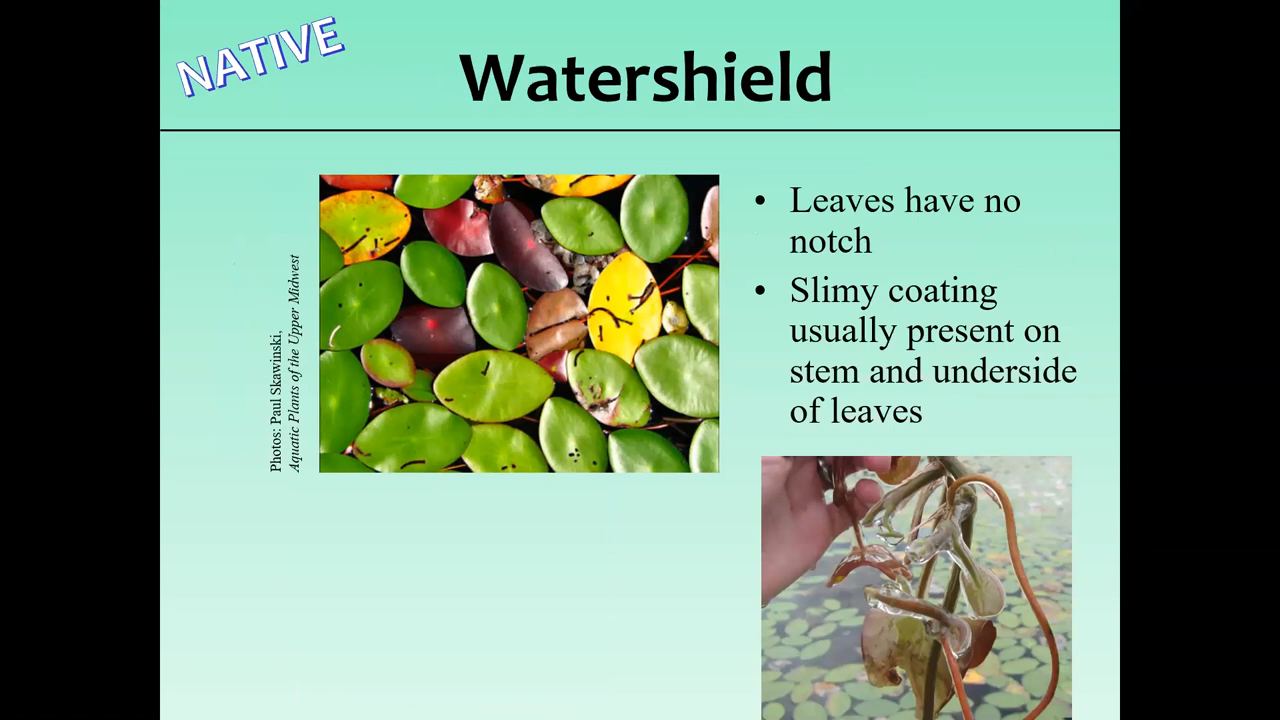 NATIVE
Watershield
Photos: Paul Skawinski,
Aquatic Plants of the Upper Midwest
• Leaves have no
notch
• Slimy coating
usually present on
stem and underside
of leaves